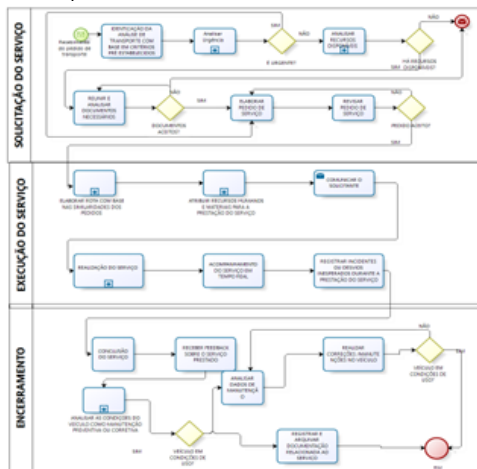 SOLICITAÇÃO DO SERVIÇO
Recebimento
do pedido de
transporte
IDENTIFICAÇÃO DA
ANÁLISE DE
TRANSPORTE COM
BASE EM CRITÉRIOS
PRÉ ESTABELECIDOS
Analisar
Urgência
É URGENTE?
SIM
NÃO
ANALISAR
RECURSOS
DISPONÍVEIS
NÃO
HÁ RECURSOS
DISPONÍVEIS?
SIM
REUNIR E
ANALISAR
DOCUMENTOS
NECESSÁRIOS
NÃO
DOCUMENTOS
ACEITOS?
SIM
ELABORAR
PEDIDO DE
SERVIÇO
REVISAR
PEDIDO DE
SERVIÇO
NÃO
PEDIDO ACEITO?
SIM
EXECUÇÃO DO SERVIÇO
ELABORAR ROTA COM BASE
NAS SIMILARIDADES DOS
PEDIDOS
ATRIBUIR RECURSOS HUMANOS
E MATERIAIS PARA A
PRESTAÇÃO DO SERVIÇO
COMUNICAR O
SOLICITANTE
REALIZAÇÃO DO SERVIÇO
ACOMPANHAMENTO
DO SERVIÇO EM
TEMPO REAL
REGISTRAR INCIDENTES
OU DESVIOS
INESPERADOS DURANTE A
PRESTAÇÃO DO SERVIÇO
ENCERRAMENTO
CONCLUSÃO
DO SERVIÇO
RECEBER FEEDBACK
SOBRE O SERVIÇO
PRESTADO
ANALISAR
DADOS DE
MANUTENÇÃ
O
REALIZAR
CORREÇÕES /MANUTE
NÇÕES NO VEÍCULO
NÃO
VEÍCULO EM
CONDIÇÕES DE
USO?
SIM
ANALISAR AS CONDIÇÕES DO
VEÍCULO COMO MANUTENÇÃO
PREVENTIVA OU CORRETIVA
VEÍCULO EM
CONDIÇÕES DE
USO?
SIM
REGISTRAR E
ARQUIVAR
DOCUMENTAÇÃO
RELACIONADA AO
SERVIÇO